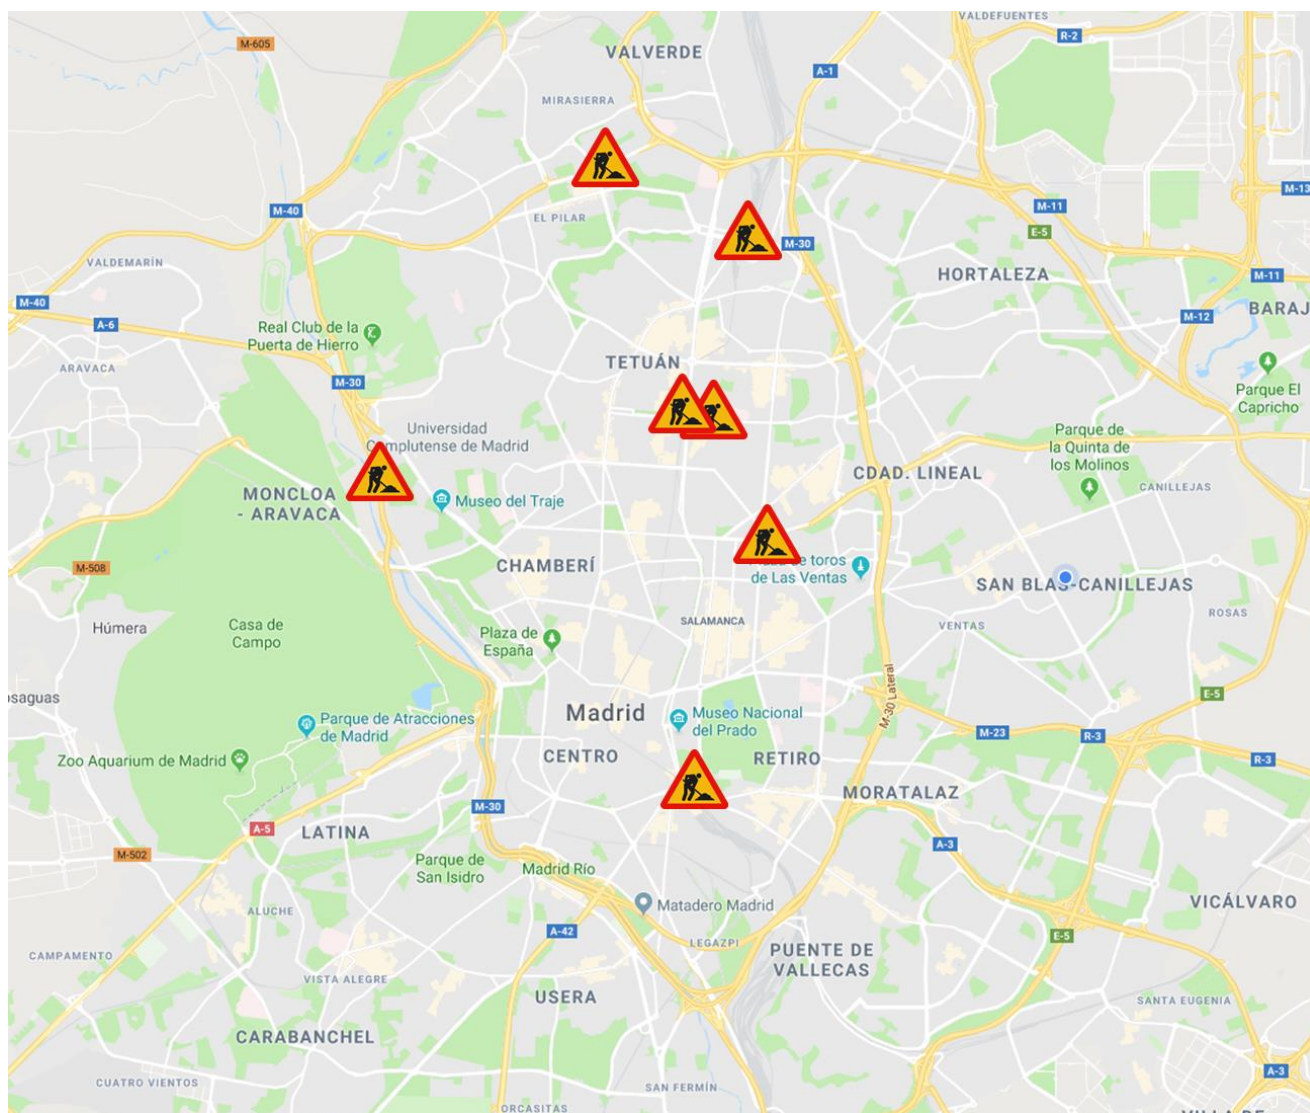 VALDEFUENTES
R-2
M-605
VALVERDE
A-1
MIRASIERRA
M-13
M-40
M-11
EL PILAR
E-5
M-30
VALDEMARÍN
HORTALEZA
M-11
M-40
A-6
M-12
BARAJ
Real Club de la
Puerta de Hierro
TETUÁN
ARAVACA
M-30
Parque El
Capricho
Universidad
Complutense de Madrid
Parque de
la Quinta de
los Molinos
CDAD. LINEAL
CANILLEJAS
MONCLOA
- ARAVACA
Museo del Traje
CHAMBERÍ
de toros
de Las Ventas
M-508
SAN BLAS-CANILLEJAS
ROSAS
Húmera
Casa de
Campo
SALAMANCA
VENTAS
Plaza de
España
osaguas
M-30 Lateral
E-5
Madrid
Museo Nacional
del Prado
Parque de Atracciones
de Madrid
M-23
R-3
Zoo Aquarium de Madrid
CENTRO
RETIRO
R-3
MORATALAZ
M-30
A-5
LATINA
A-3
M-502
Parque de
San Isidro
Madrid Río
Matadero Madrid
VICÁLVARO
ALUCHE
A-42
LEGAZPI
E-5
CAMPAMENTO
PUENTE DE
VALLECAS
VISTA ALEGRE
USERA
SANTA EUGENIA
CARABANCHEL
A-3
CUATRO VIENTOS
SAN FERMÍN
ORCASITAS
VILLA DE